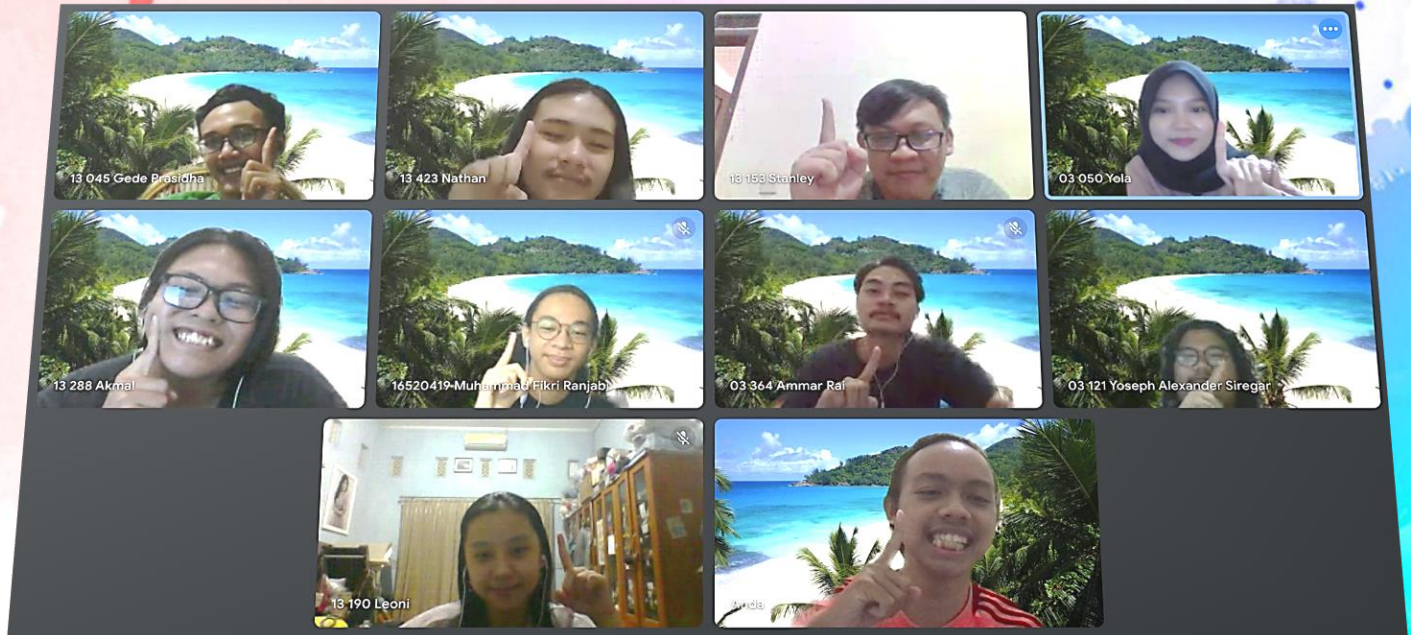 13 045 Gede Prasidha
13 423 Nathan
13 153 Stanley
03 050 Yola
13 288 Akmal
16520419-Muhammad Fikri Ranjabi
03 364 Ammar Rai
03 121 Yoseph Alexander Siregar
13 190 Leoni
Anda